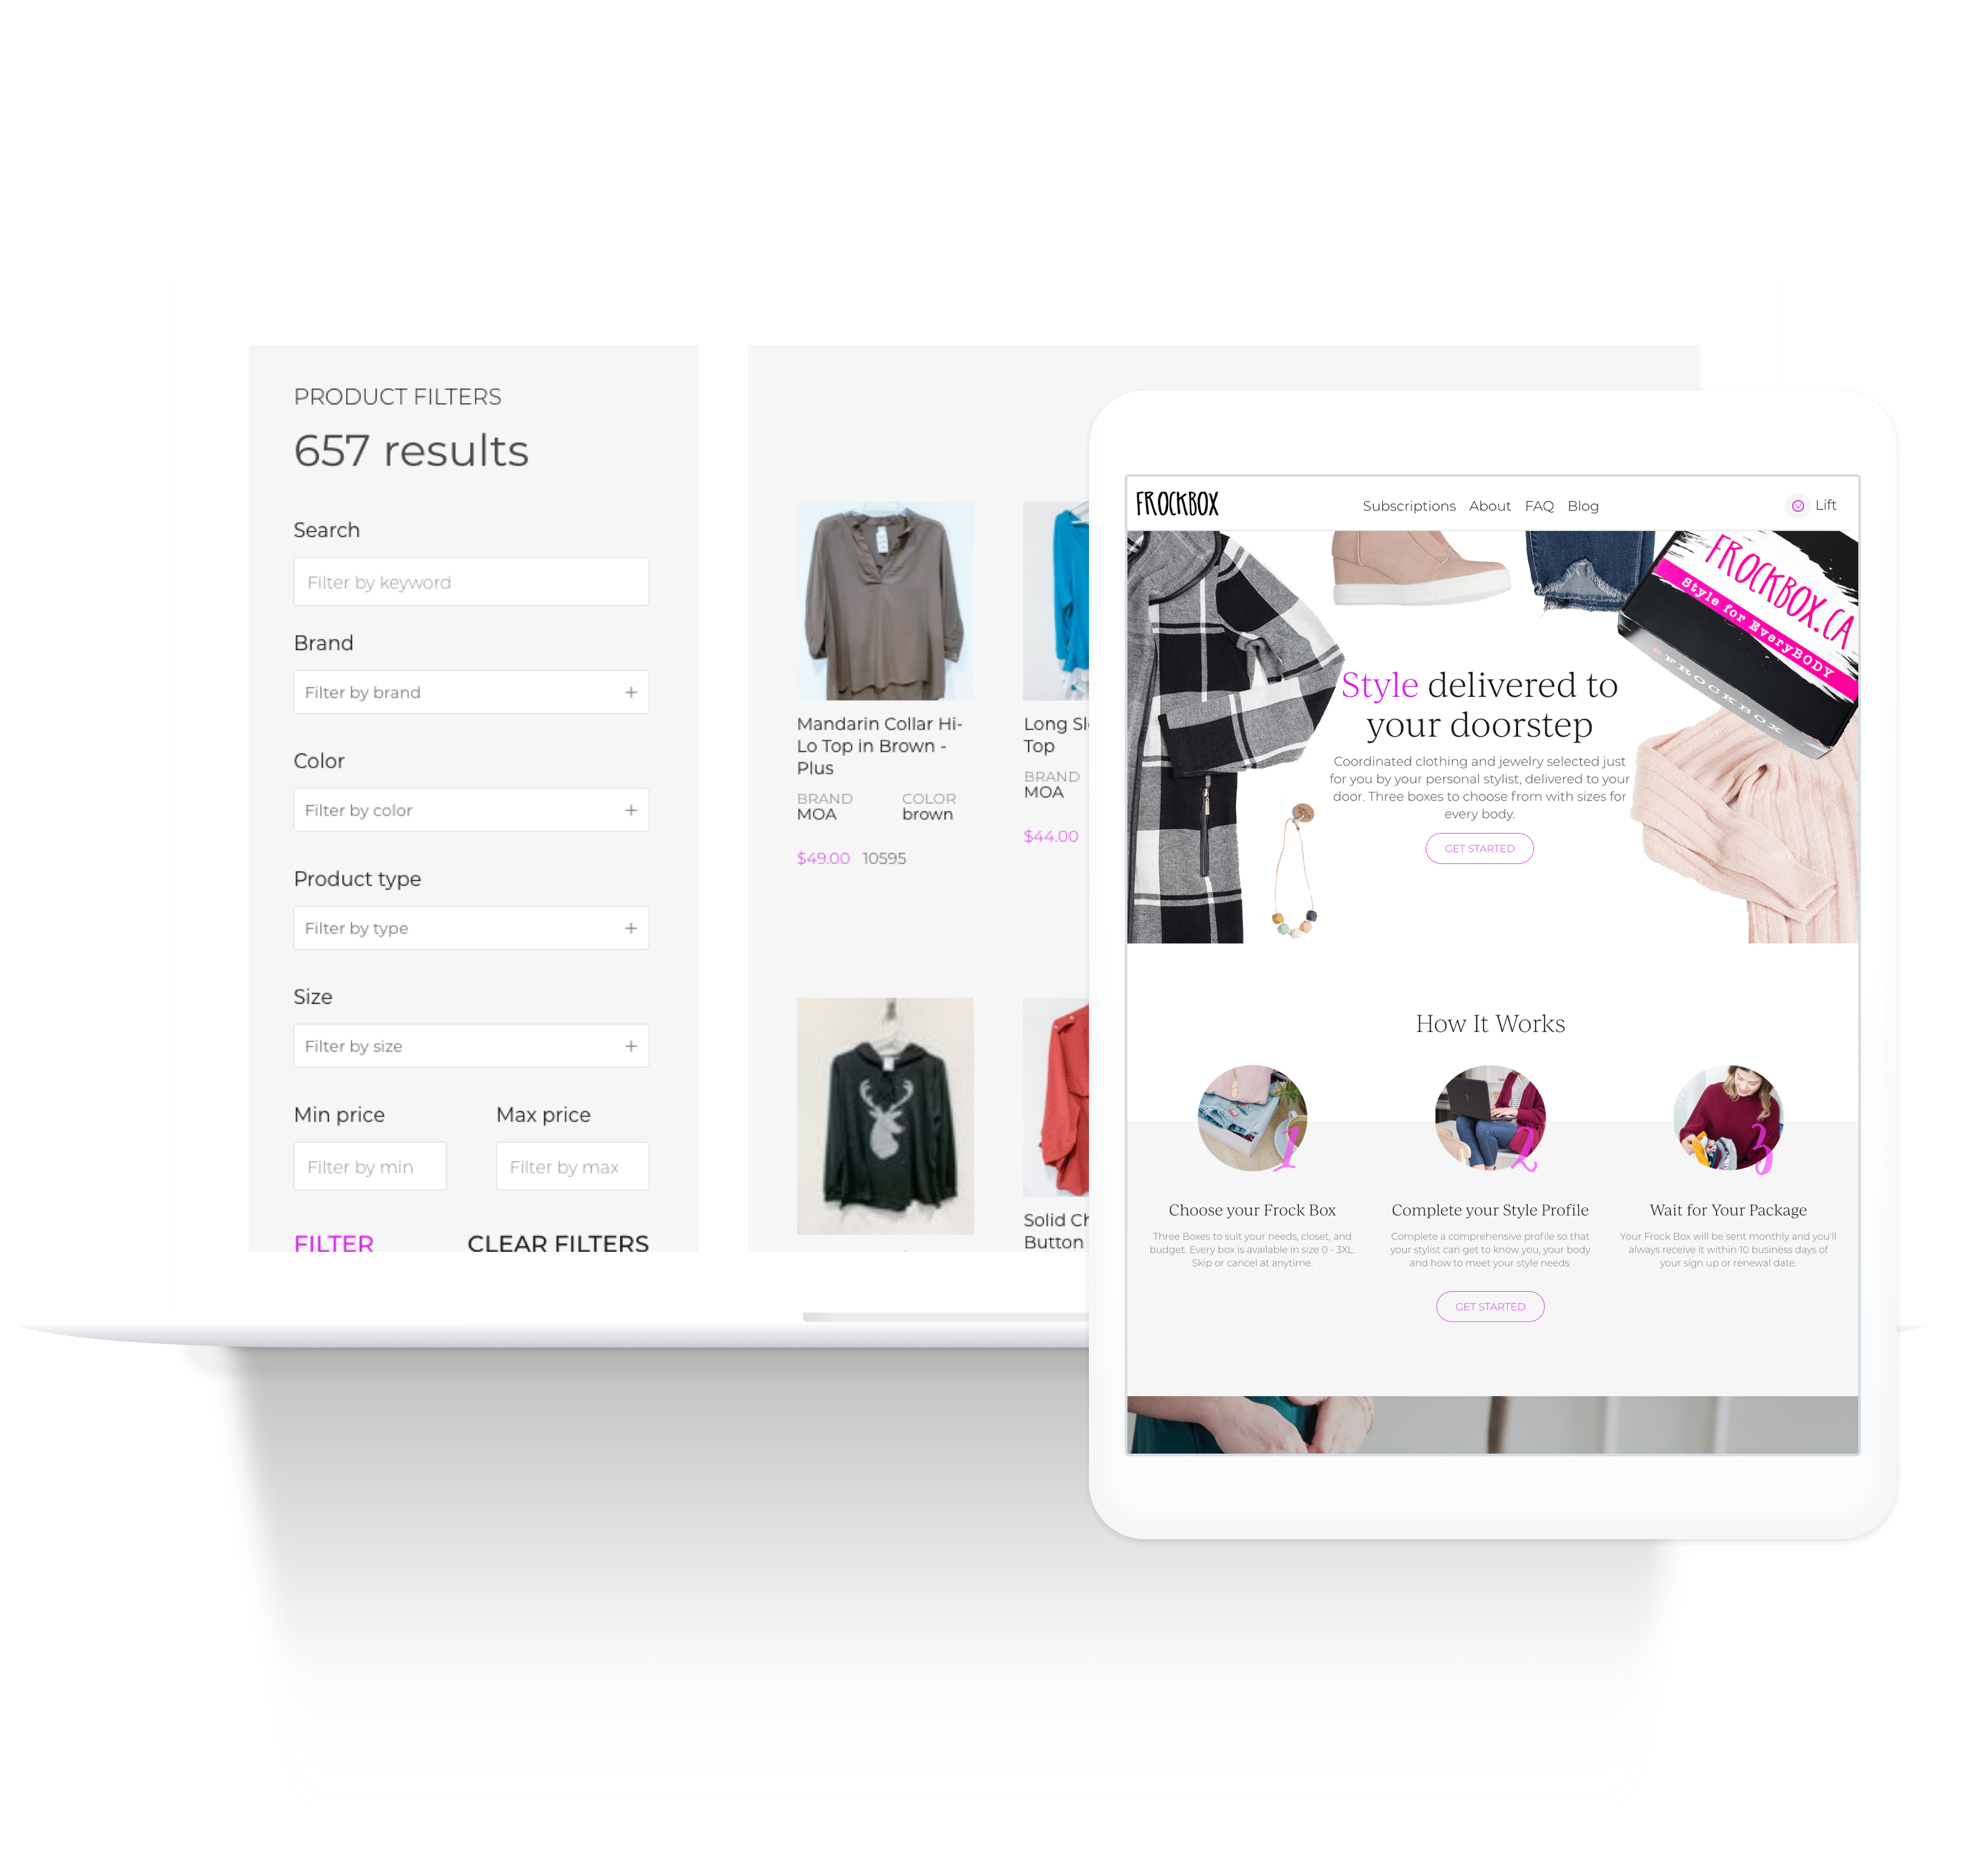 PRODUCT FILTERS
657 results
Search
Filter by keyword
Brand
Filter by brand +
Color
Filter by color +
Product type
Filter by type +
Size
Filter by size +
Min price Max price
Filter by min Filter by max
FILTER CLEAR FILTERS
Mandarin Collar Hi-
Lo Top in Brown -
Plus
BRAND COLOR
MOA brown
$49.00 10595
Long
Top
BRAND
MOA
$44.00
Solid
Button
FROCKBOX
Subscriptions About FAQ Blog
Lift
FROCKBOX.CA
Style for EveryBODY
#FROCKBOX
Style delivered to
your doorstep
Coordinated clothing and jewelry selected just
for you by your personal stylist, delivered to your
door. Three boxes to choose from with sizes for
every body.
GET STARTED
How It Works
1
2
3
Choose your Frock Box
Three Boxes to suit your needs, closet, and
budget. Every box is available in size 0 - 3XL.
Skip or cancel at anytime.
Complete your Style Profile
Complete a comprehensive profile so that
your stylist can get to know you, your body
and how to meet your style needs.
Wait for Your Package
Your Frock Box will be sent monthly and you'll
always receive it within 10 business days of
your sign up or renewal date.
GET STARTED